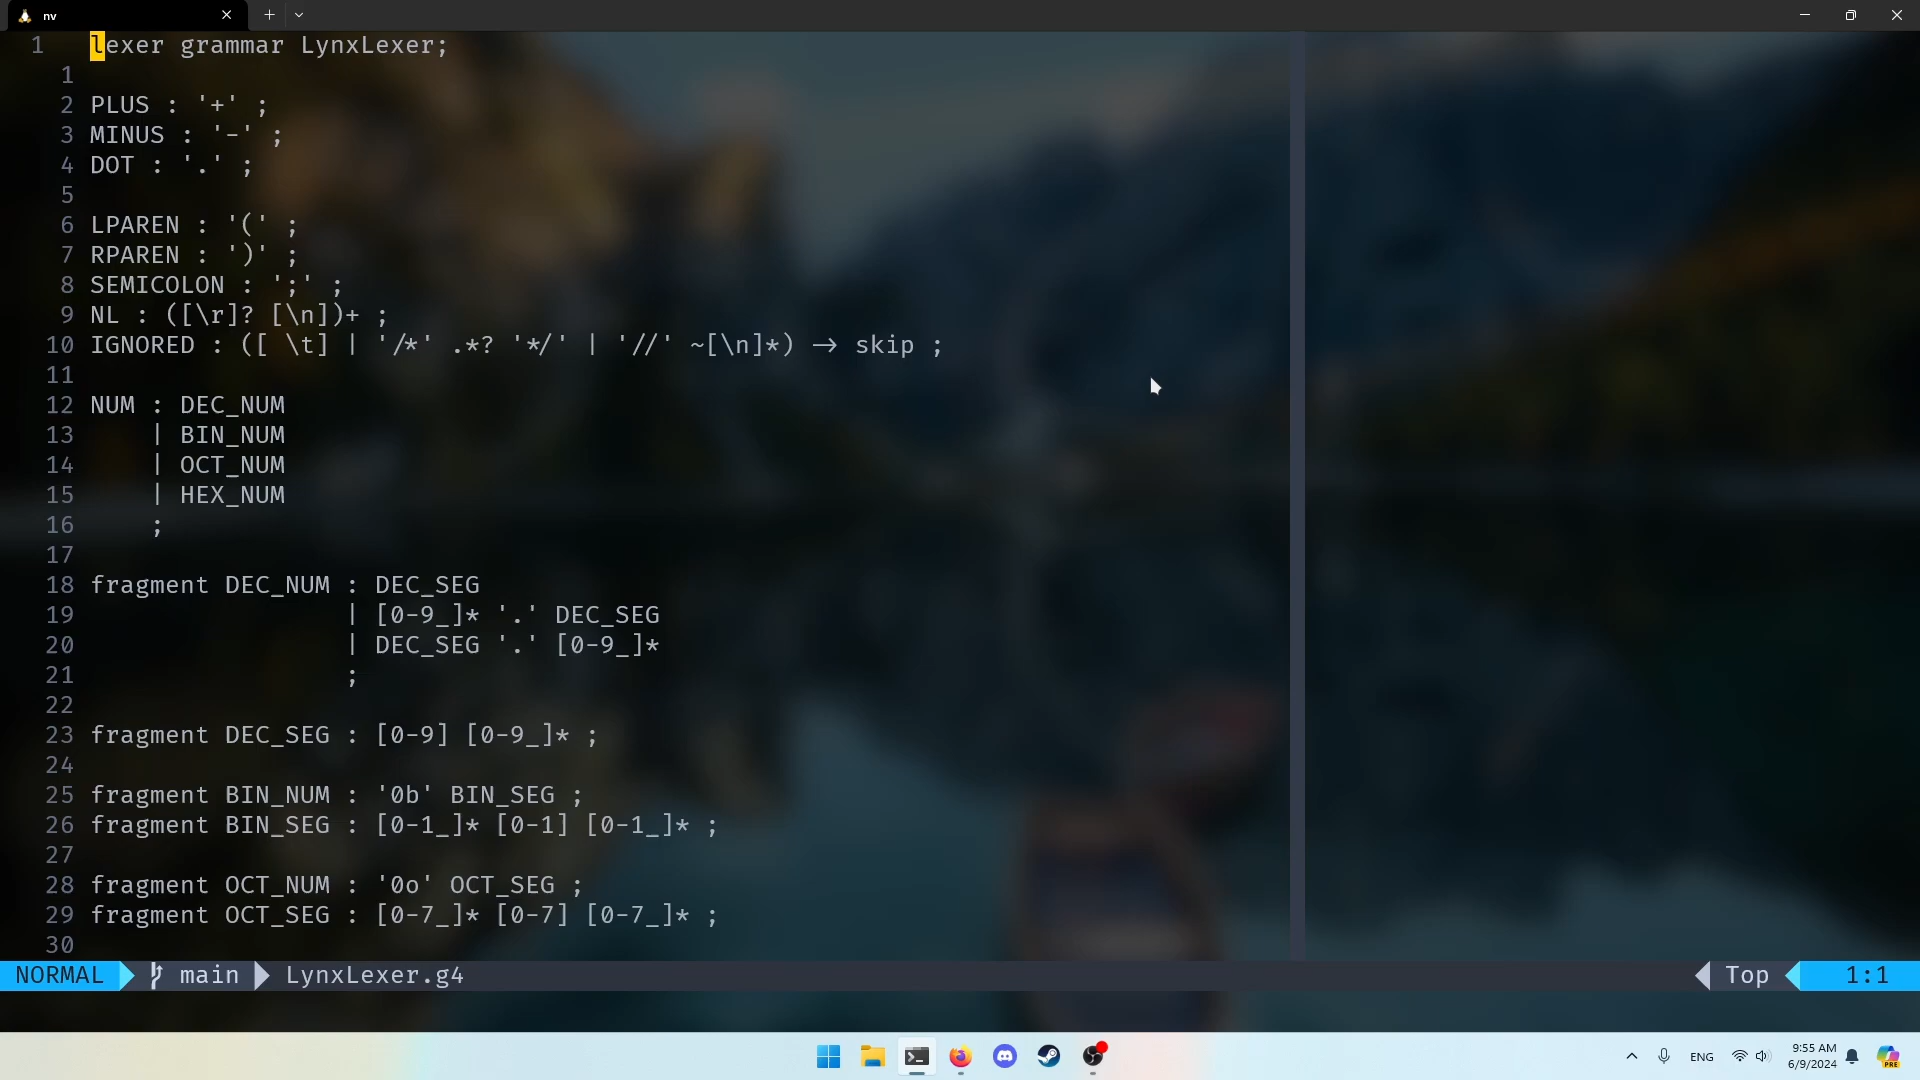 nv
1 lexer grammar LynxLexer;
1
2 PLUS : '+' ;
3 MINUS : '-' ;
4 DOT : '.' ;
5
6 LPAREN : '(' ;
7 RPAREN : ')' ;
8 SEMICOLON : ';' ;
9 NL : ([\r]? [\n])+ ;
10 IGNORED : ([ \t] | '/*' .*? '*/' | '//' ~[\n]*) → skip ;
11
12 NUM : DEC_NUM
13 | BIN_NUM
14 | OCT_NUM
15 | HEX_NUM
16 ;
17
18 fragment DEC_NUM : DEC_SEG
19 | [0-9_]* '.' DEC_SEG
20 | DEC_SEG '.' [0-9_]*
21 ;
22
23 fragment DEC_SEG : [0-9] [0-9_]* ;
24
25 fragment BIN_NUM : '0b' BIN_SEG ;
26 fragment BIN_SEG : [0-1_]* [0-1] [0-1_]* ;
27
28 fragment OCT_NUM : '0o' OCT_SEG ;
29 fragment OCT_SEG : [0-7_]* [0-7] [0-7_]* ;
30
NORMAL main LynxLexer.g4 Top 1:1
ENG 9:55 AM
6/9/2024
PRE